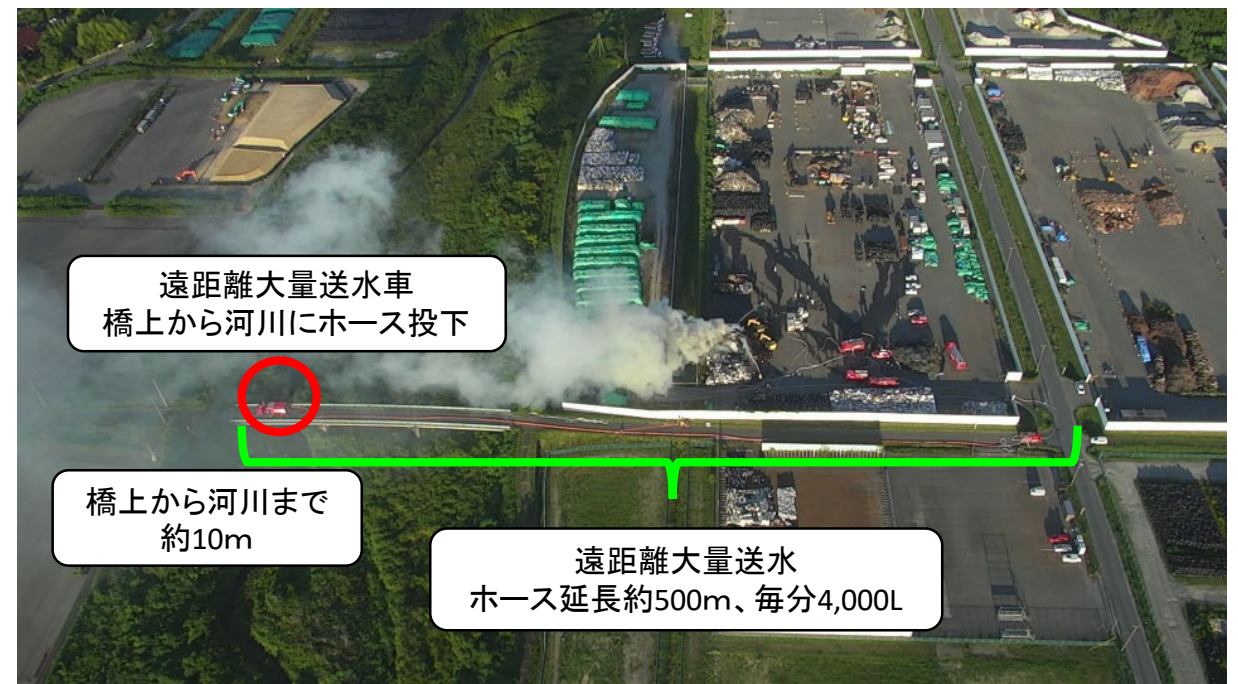 遠距離大量送水車
橋上から河川にホース投下
橋上から河川まで
約10ｍ
遠距離大量送水
ホース延長約500ｍ、毎分4,000L